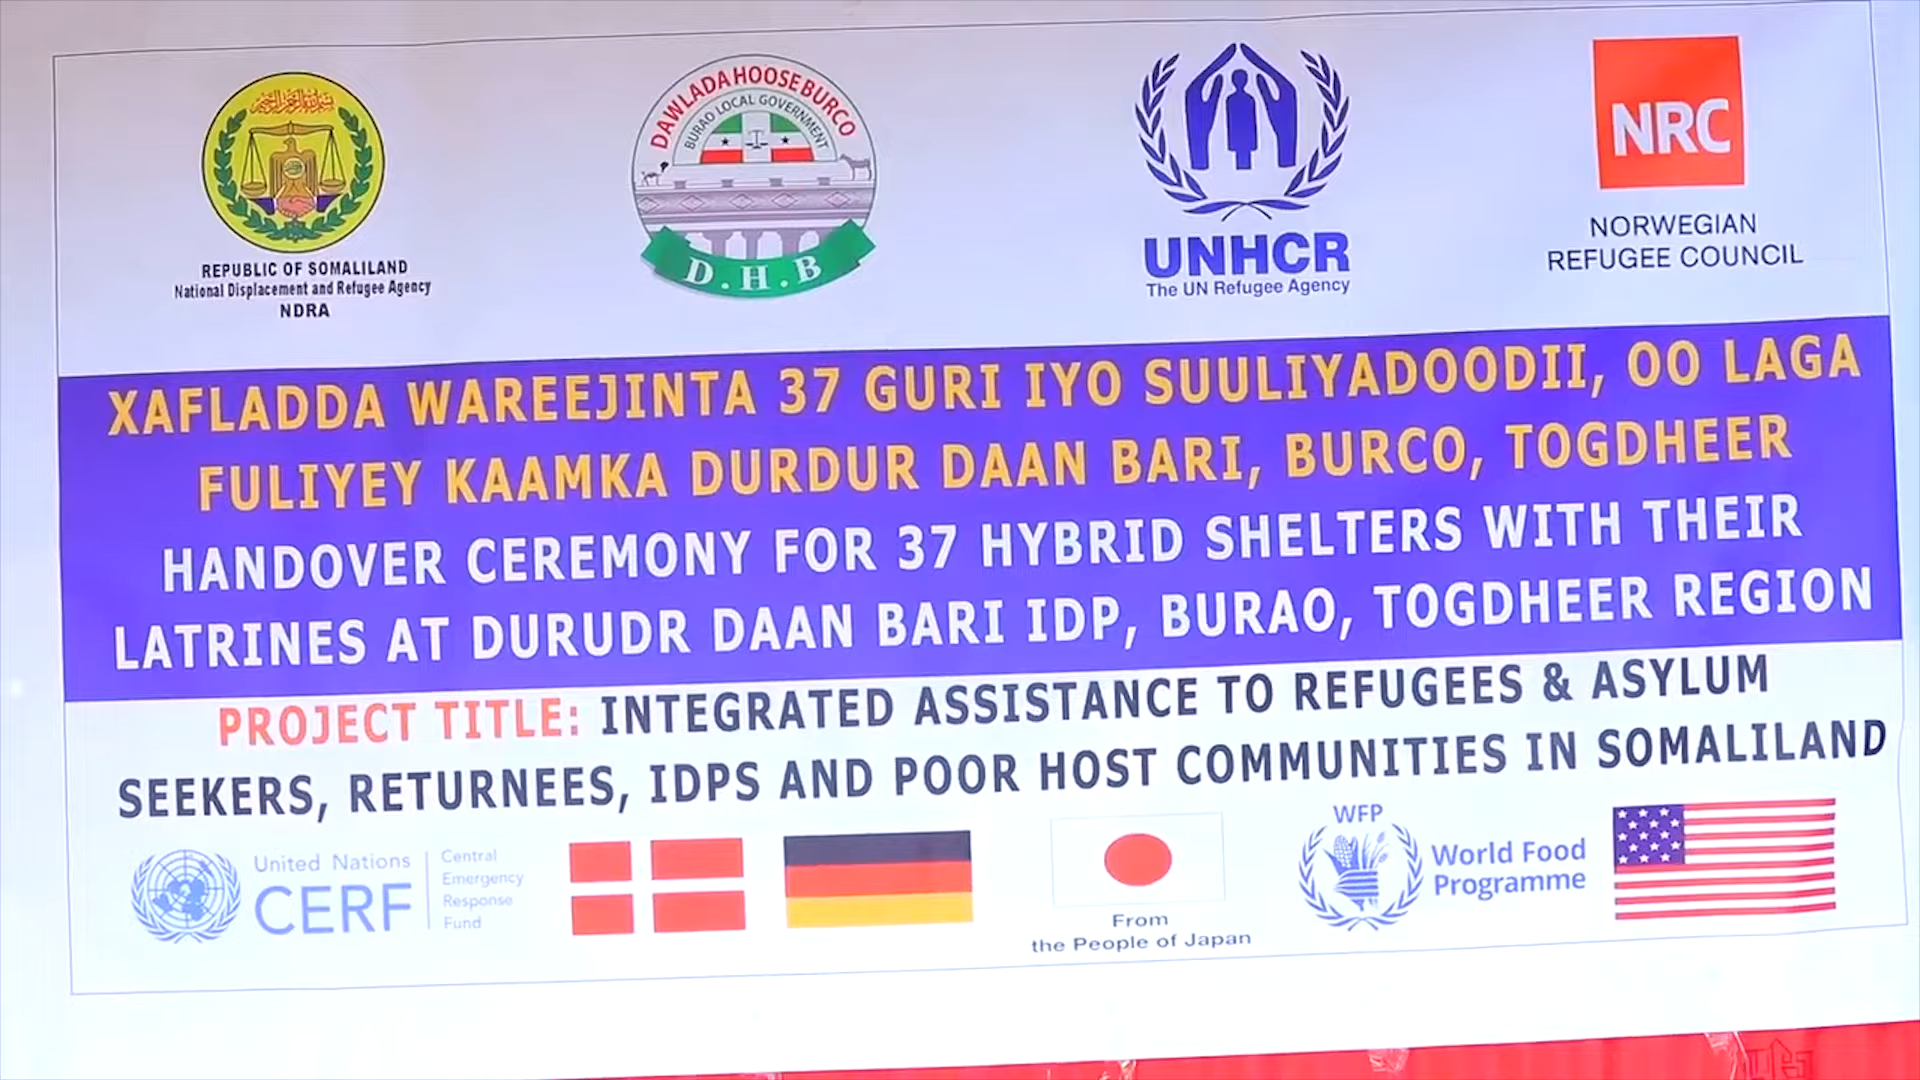 بسم الله الرحمن الرحيم
REPUBLIC OF SOMALILAND
National Displacement and Refugee Agency
NDRA
DAWLADA HOOSE BURCO
BURAO LOCAL GOVERNMENT
D.H.B
UNHCR
The UN Refugee Agency
NRC
NORWEGIAN
REFUGEE COUNCIL
XAFLADDA WAREEJINTA 37 GURI IYO SUULIYADOODII, OO LAGA
FULIYEY KAAMKA DURDUR DAAN BARI, BURCO, TOGDHEER
HANDOVER CEREMONY FOR 37 HYBRID SHELTERS WITH THEIR
LATRINES AT DURUDR DAAN BARI IDP, BURAO, TOGDHEER REGION
PROJECT TITLE: INTEGRATED ASSISTANCE TO REFUGEES & ASYLUM
SEEKERS, RETURNEES, IDPS AND POOR HOST COMMUNITIES IN SOMALILAND
United Nations
CERF
Central
Emergency
Response
Fund
From
the People of Japan
WFP
World Food
Programme